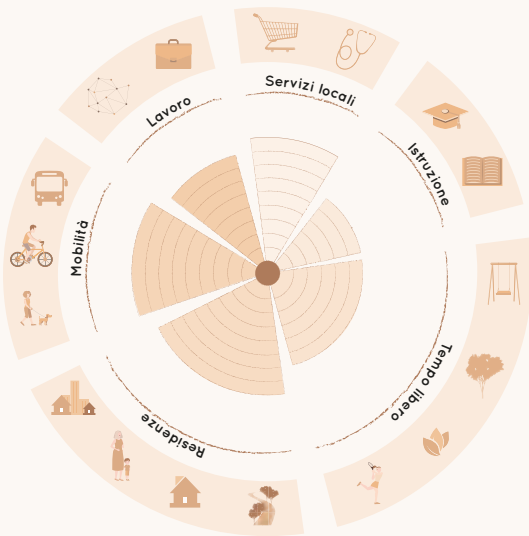 Servizi locali
Istruzione
Tempo libero
Residenze
Mobilità
Lavoro